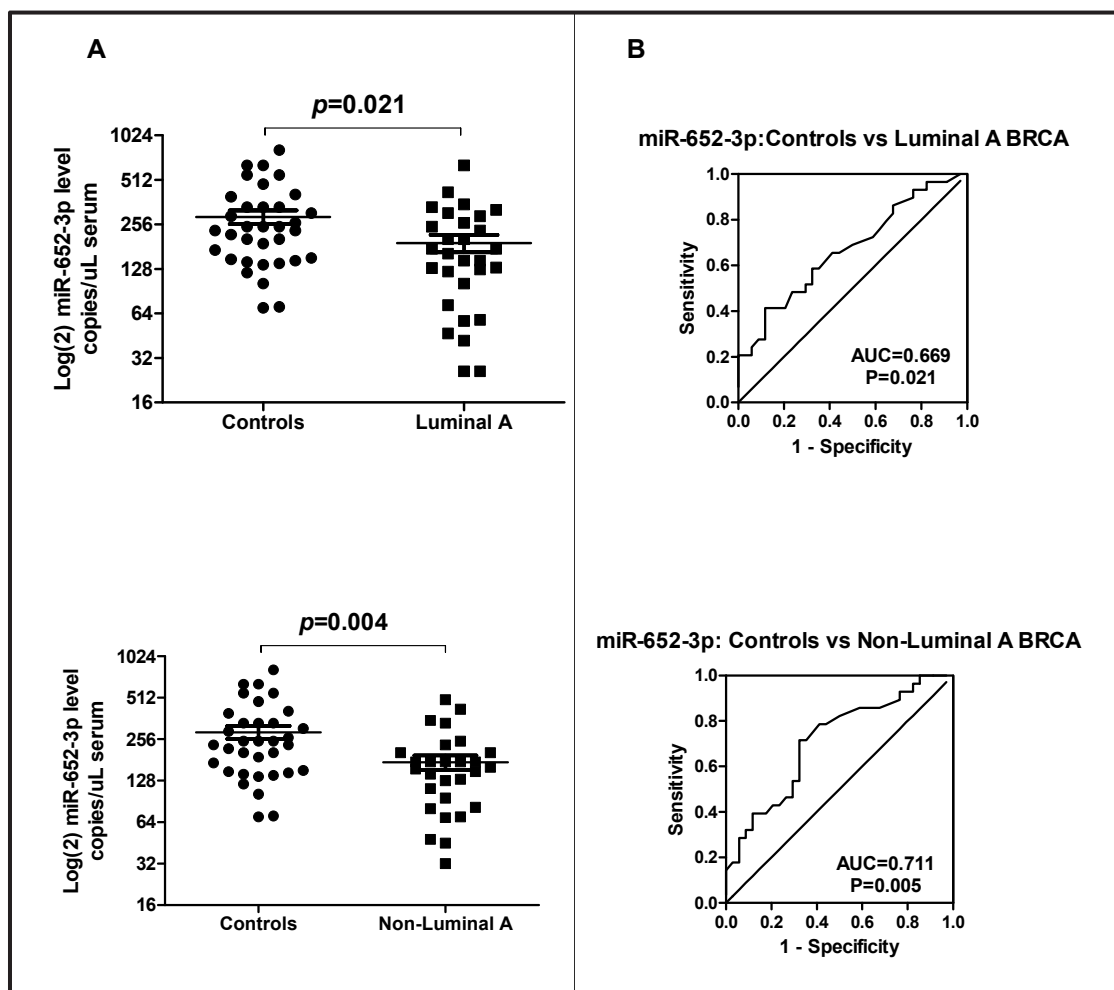 A
p=0.021
Log(2) miR-652-3p level
copies/uL serum
1024
512
256
128
64
32
16
Controls
Luminal A
B
miR-652-3p:Controls vs Luminal A BRCA
Sensitivity
1.0
0.8
0.6
0.4
0.2
0.0
AUC=0.669
P=0.021
0.0
0.2
0.4
0.6
0.8
1.0
1 - Specificity
p=0.004
Log(2) miR-652-3p level
copies/uL serum
1024
512
256
128
64
32
16
Controls
Non-Luminal A
miR-652-3p: Controls vs Non-Luminal A BRCA
Sensitivity
1.0
0.8
0.6
0.4
0.2
0.0
AUC=0.711
P=0.005
0.0
0.2
0.4
0.6
0.8
1.0
1 - Specificity